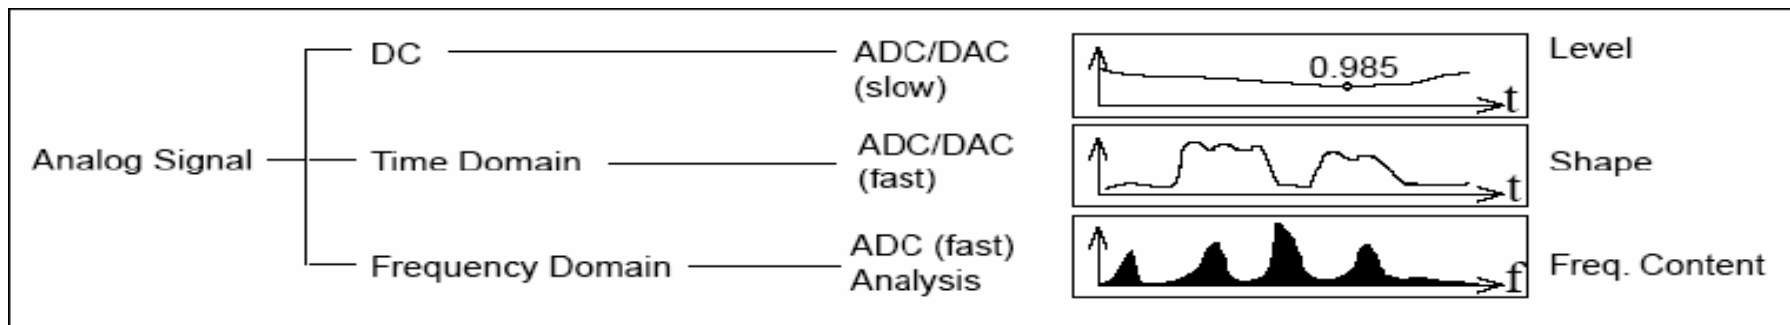 DC
ADC/DAC
(slow)
0.985
t
Level
Analog Signal
Time Domain
ADC/DAC
(fast)
t
Shape
Frequency Domain
ADC (fast)
Analysis
f
Freq. Content